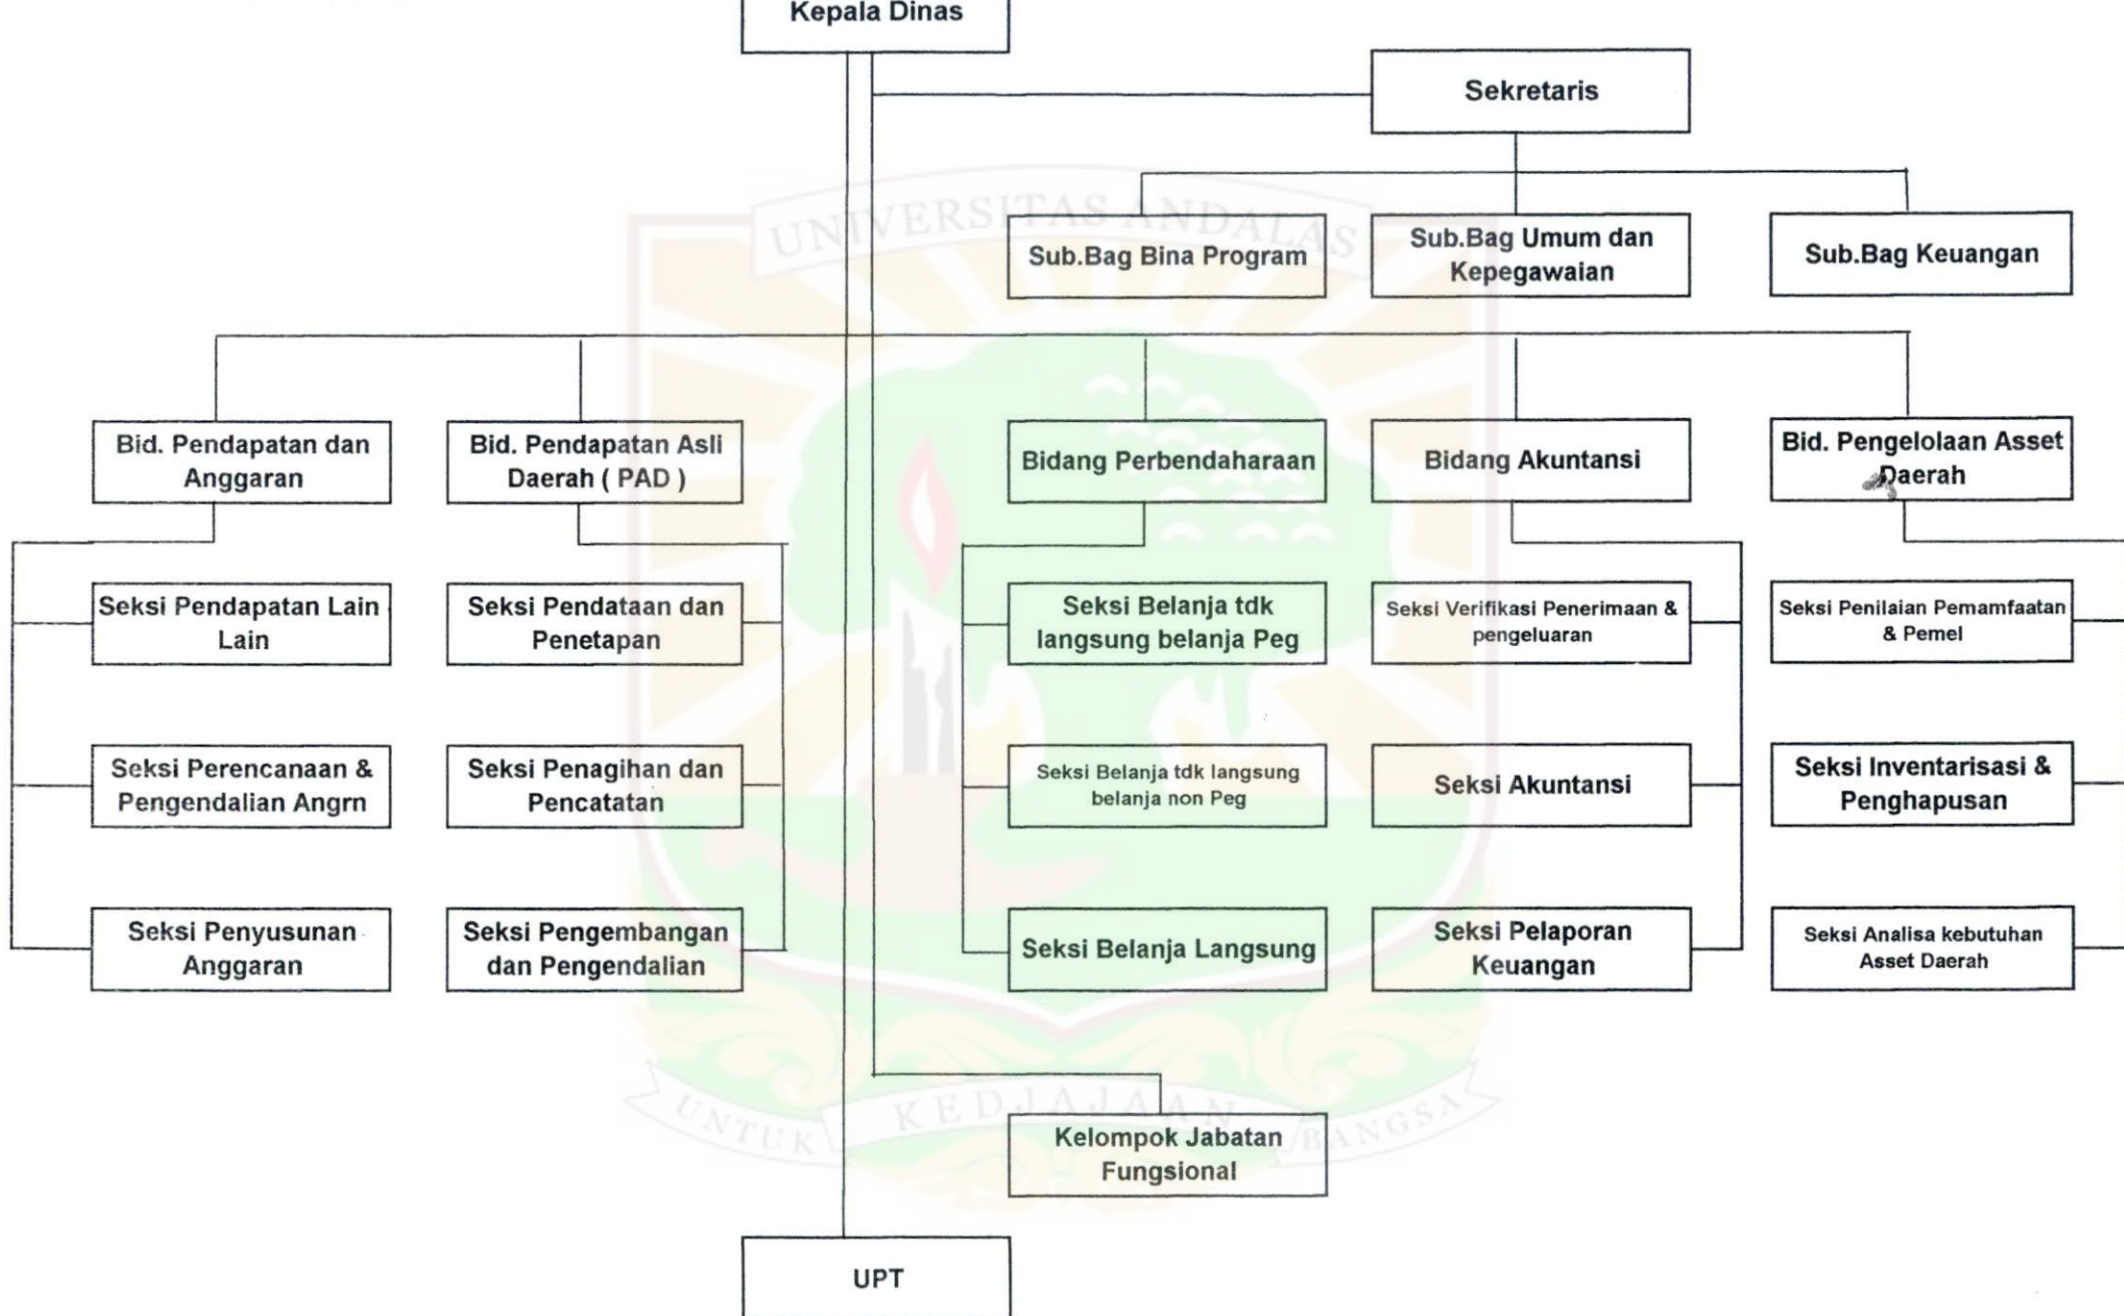 Kepala Dinas
Sekretaris
UNIVERSITAS ANDALAS
Sub.Bag Bina Program
Sub.Bag Umum dan
Kepegawaian
Sub.Bag Keuangan
Bid. Pendapatan dan
Anggaran
Bid. Pendapatan Asli
Daerah ( PAD )
Bidang Perbendaharaan
Bidang Akuntansi
Bid. Pengelolaan Asset
Daerah
Seksi Pendapatan Lain
Lain
Seksi Pendataan dan
Penetapan
Seksi Belanja tdk
langsung belanja Peg
Seksi Verifikasi Penerimaan &
pengeluaran
Seksi Penilaian Pemamfaatan
& Pemel
Seksi Perencanaan &
Pengendalian Angrn
Seksi Penagihan dan
Pencatatan
Seksi Belanja tdk langsung
belanja non Peg
Seksi Akuntansi
Seksi Inventarisasi &
Penghapusan
Seksi Penyusunan
Anggaran
Seksi Pengembangan
dan Pengendalian
Seksi Belanja Langsung
Seksi Pelaporan
Keuangan
Seksi Analisa kebutuhan
Asset Daerah
UNTUK KEDJAJAAN BANGSA
Kelompok Jabatan
Fungsional
UPT